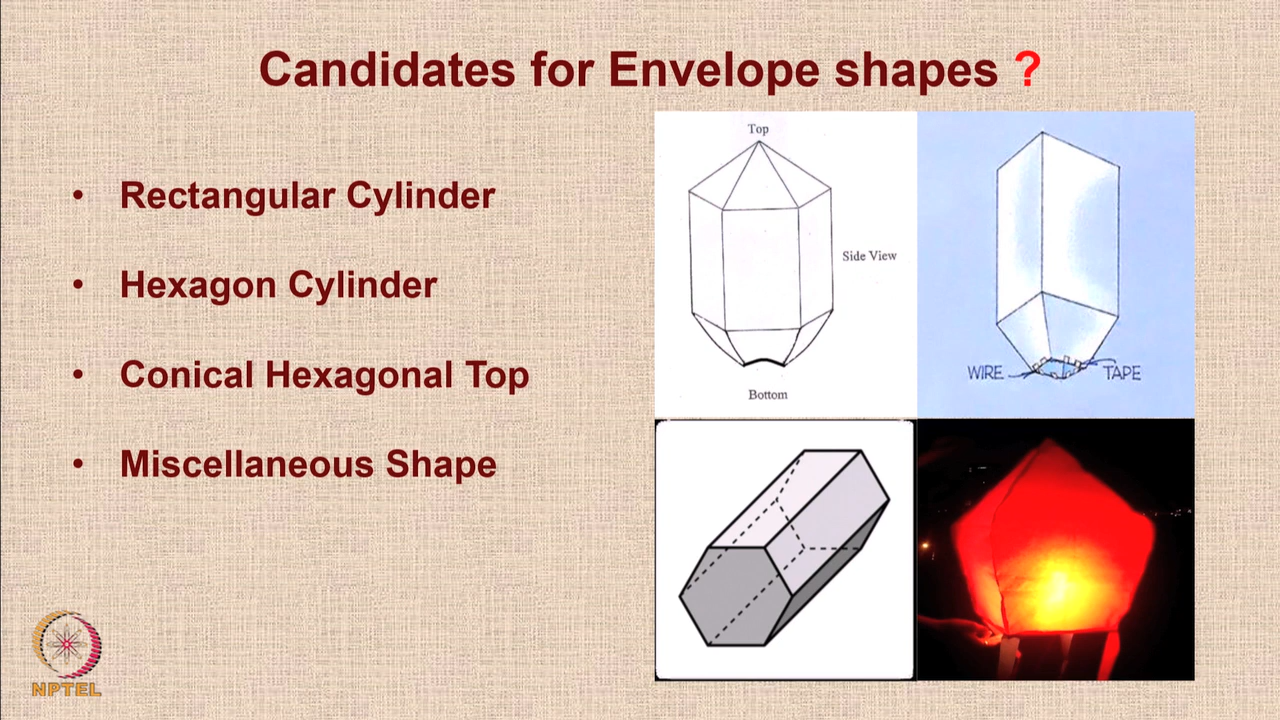 Candidates for Envelope shapes ?
• Rectangular Cylinder
• Hexagon Cylinder
• Conical Hexagonal Top
• Miscellaneous Shape
Top
Side View
Bottom
WIRE
TAPE
NPTEL